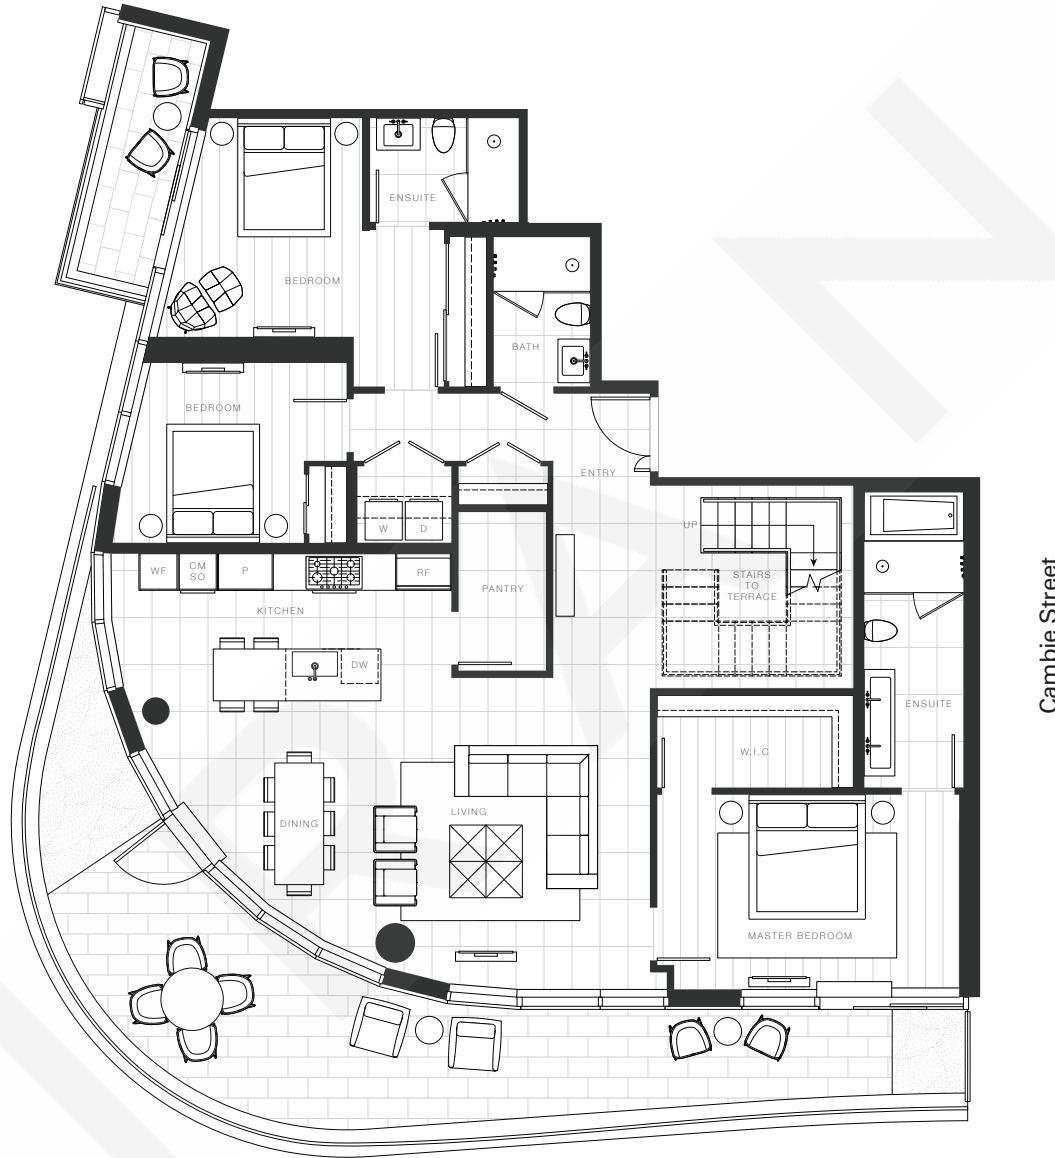 ENSUITE
BEDROOM
BATH
BEDROOM
ENTRY
W
D
UP
WF
CM
SO
P
RF
PANTRY
STAIRS
TO
TERRACE
KITCHEN
DW
ENSUITE
W.I.C
LIVING
DINING
MASTER BEDROOM
Cambie Street